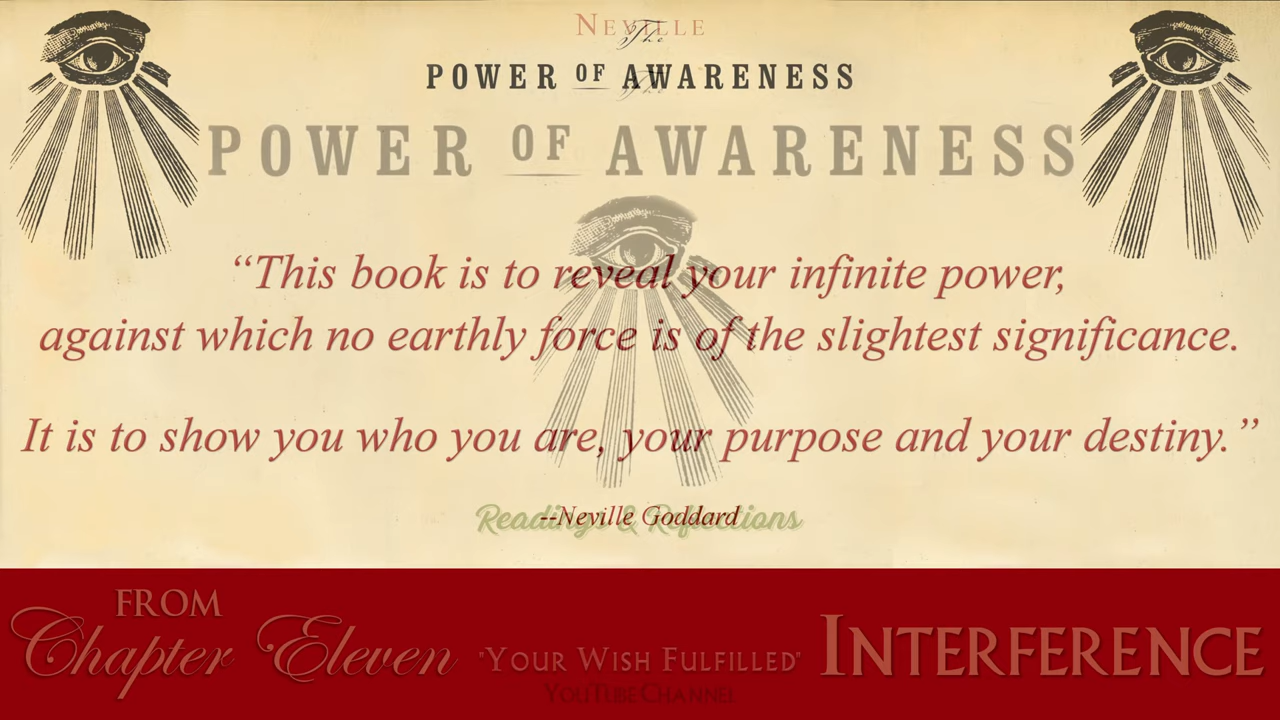 Neville
The
POWER OF AWARENESS
The
POWER OF AWARENESS
“This book is to reveal your infinite power,
against which no earthly force is of the slightest significance.
It is to show you who you are, your purpose and your destiny.”
Readings & Reflections
--Neville Goddard
FROM
Chapter Eleven
"Your Wish Fulfilled"
YouTube Channel
Interference